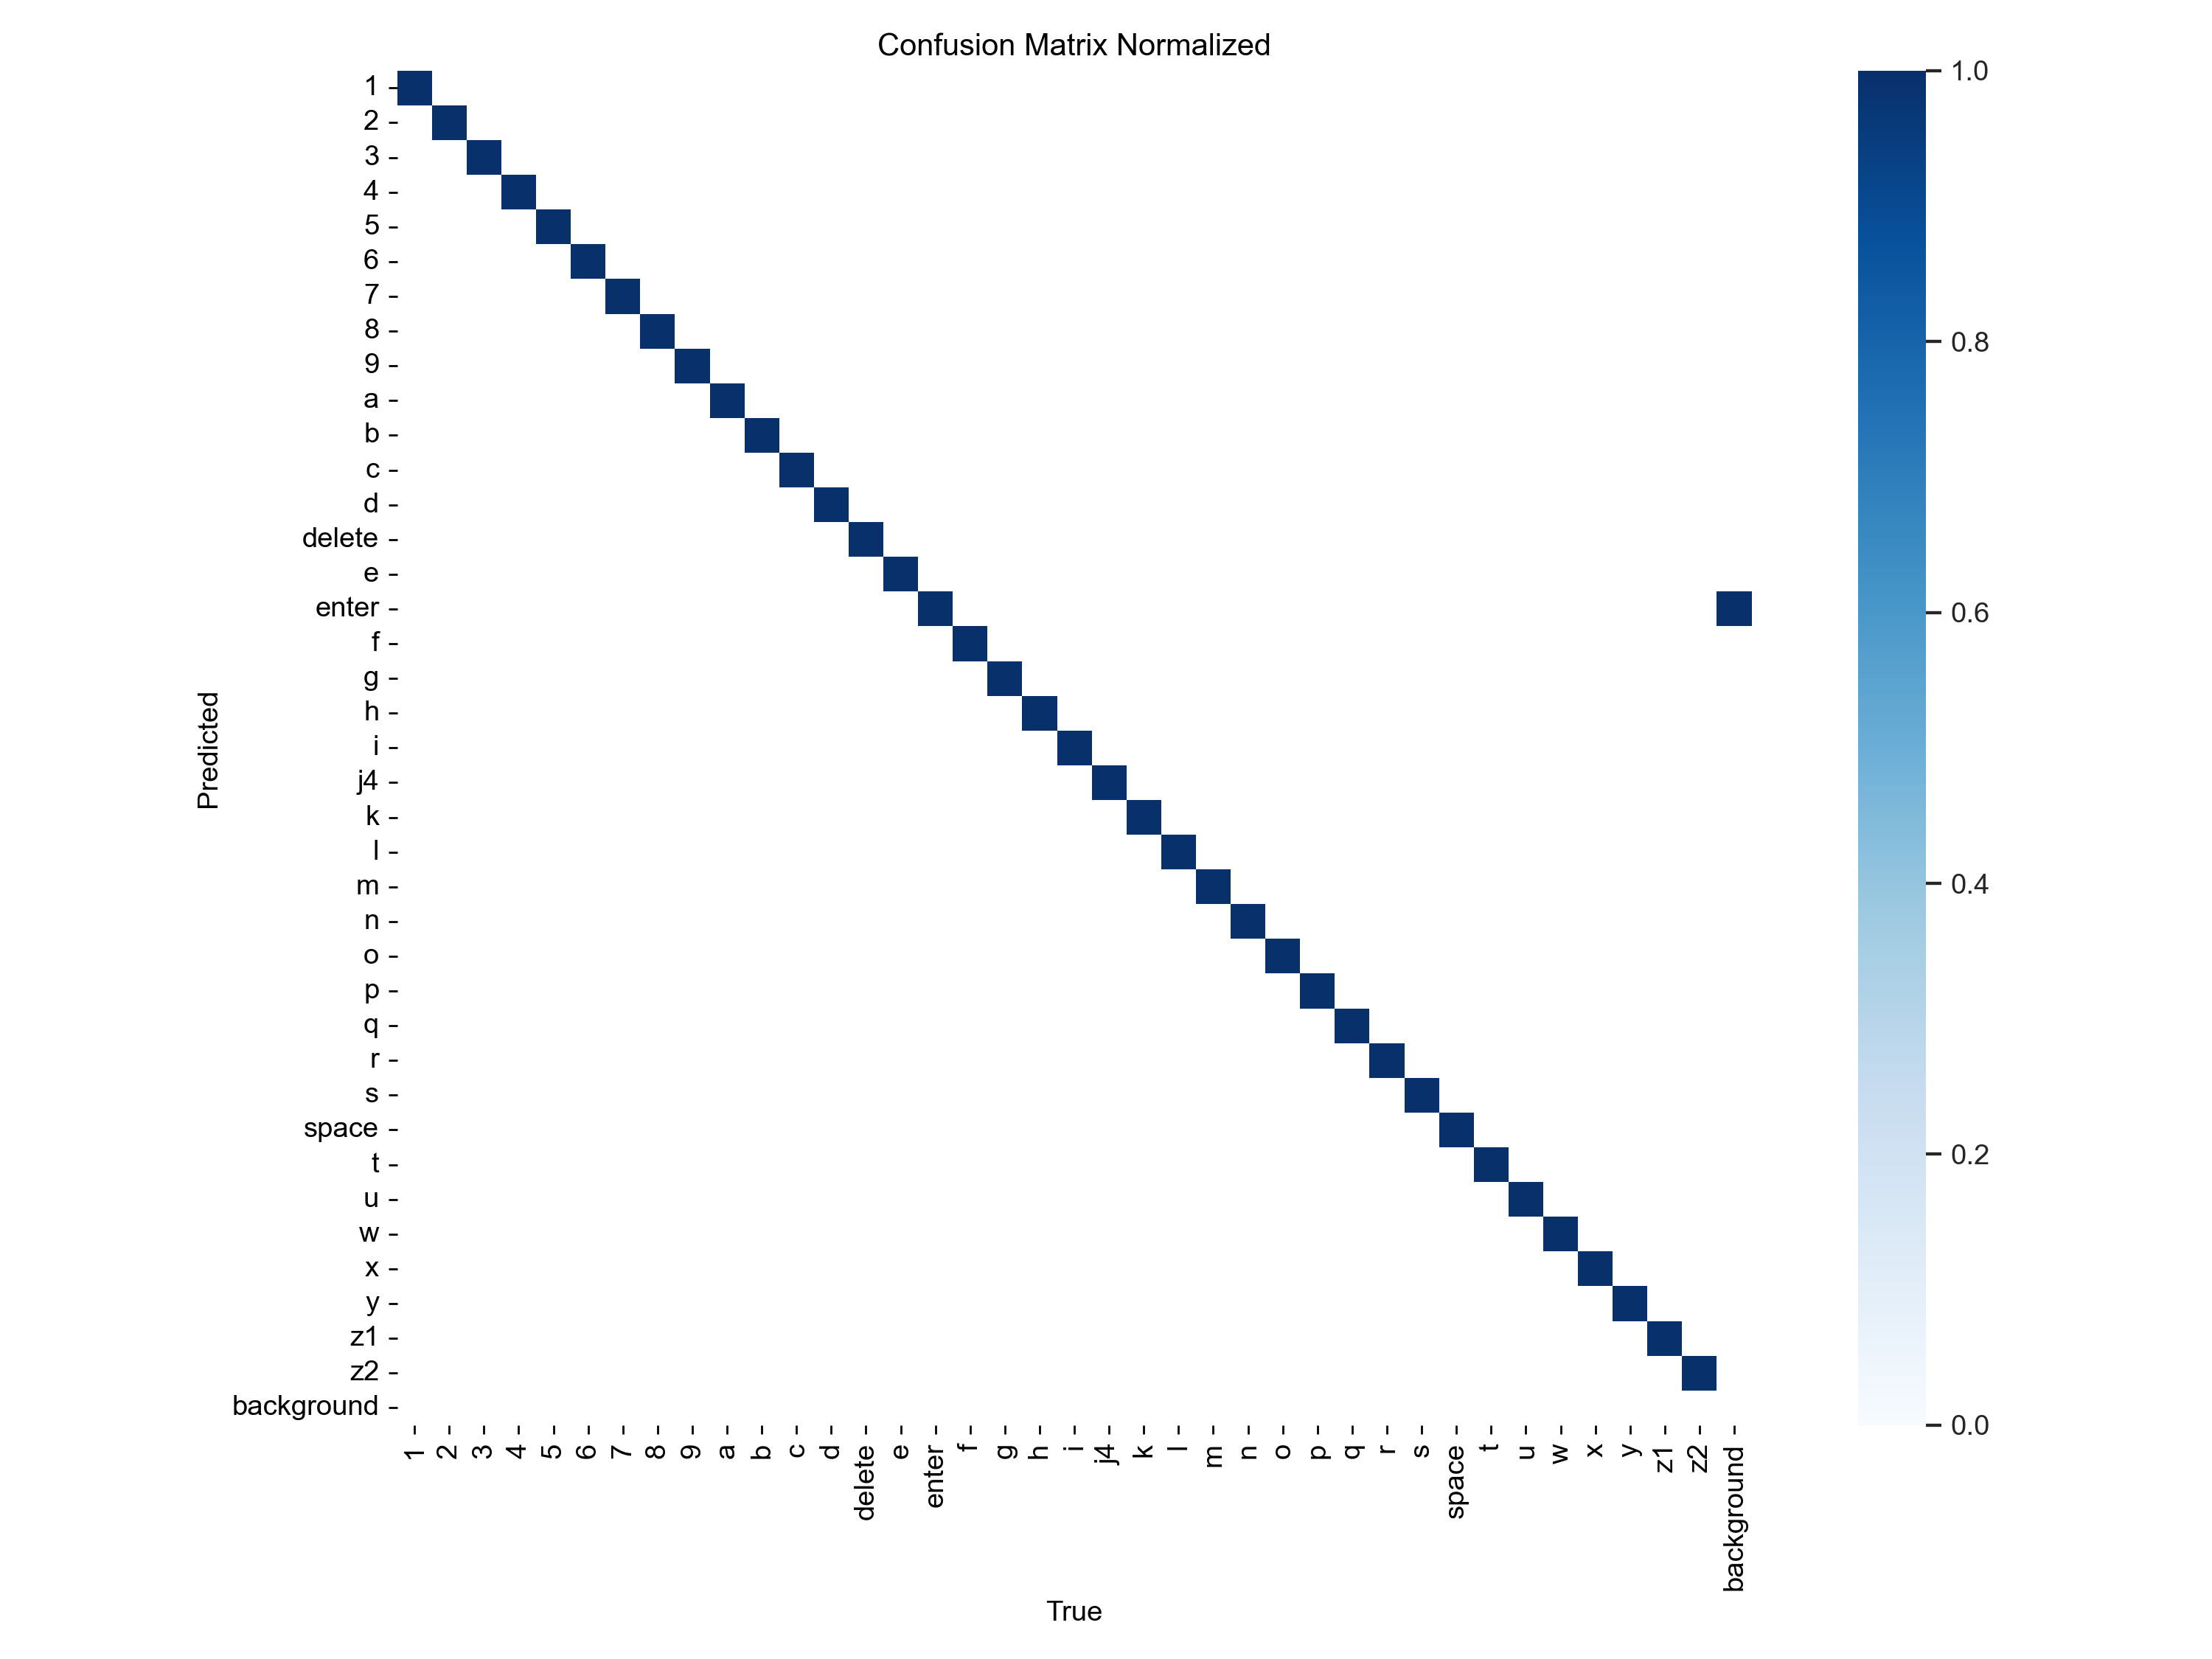 Confusion Matrix Normalized
1
2
3
4
5
6
7
8
9
a
b
c
d
delete
e
enter
f
g
h
i
j4
k
l
m
n
o
p
q
r
s
space
t
u
w
x
y
z1
z2
background
Predicted
1 2 3 4 5 6 7 8 9 a b c d delete e enter f g h i j4 k l m n o p q r s space t u w x y z1 z2 background
True
1.0
0.8
0.6
0.4
0.2
0.0